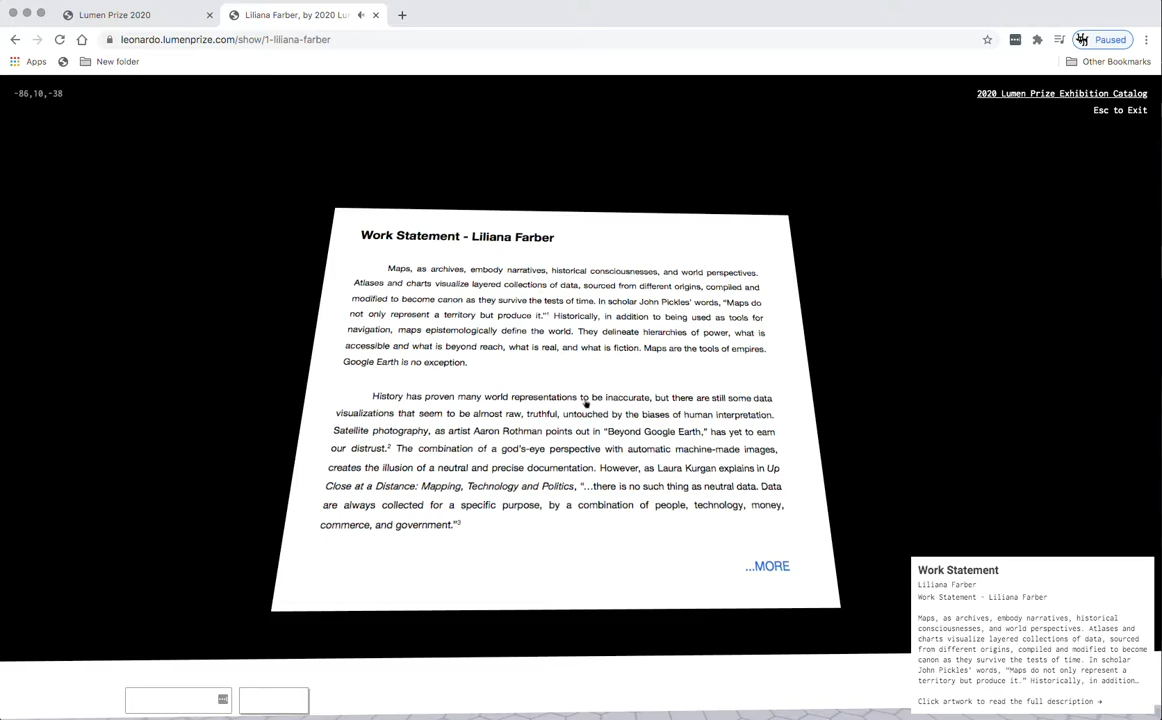 Lumen Prize 2020
Liliana Farber, by 2020 Lu
leonardo.lumenprize.com/show/1-liliana-farber
Paused
Apps
New folder
Other Bookmarks
-86,10,-38
2020 Lumen Prize Exhibition Catalog
Esc to Exit
Work Statement - Liliana Farber
Maps, as archives, embody narratives, historical consciousnesses, and world perspectives.
Atlases and charts visualize layered collections of data, sourced from different origins, compiled and
modified to become canon as they survive the tests of time. In scholar John Pickles' words, “Maps do
not only represent a territory but produce it.”¹ Historically, in addition to being used as tools for
navigation, maps epistemologically define the world. They delineate hierarchies of power, what is
accessible and what is beyond reach, what is real, and what is fiction. Maps are the tools of empires.
Google Earth is no exception.
History has proven many world representations to be inaccurate, but there are still some data
visualizations that seem to be almost raw, truthful, untouched by the biases of human interpretation.
Satellite photography, as artist Aaron Rothman points out in “Beyond Google Earth,” has yet to earn
our distrust.² The combination of a god's-eye perspective with automatic machine-made images,
creates the illusion of a neutral and precise documentation. However, as Laura Kurgan explains in Up
Close at a Distance: Mapping, Technology and Politics, “...there is no such thing as neutral data. Data
are always collected for a specific purpose, by a combination of people, technology, money,
commerce, and government.”³
...MORE
Work Statement
Liliana Farber
Work Statement - Liliana Farber
Maps, as archives, embody narratives, historical
consciousnesses, and world perspectives. Atlases and
charts visualize layered collections of data, sourced
from different origins, compiled and modified to become
canon as they survive the tests of time. In scholar
John Pickles' words, “Maps do not only represent a
territory but produce it.” Historically, in addition…
Click artwork to read the full description →